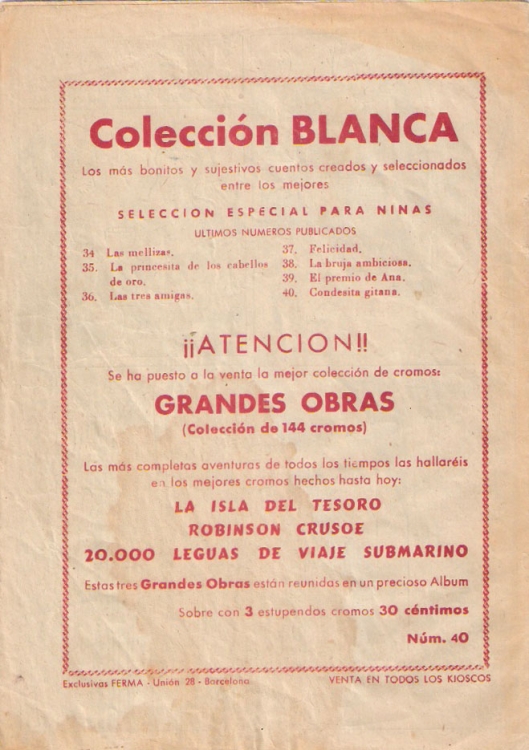 Colección BLANCA
Los más bonitos y sujestivos cuentos creados y seleccionados
entre los mejores
SELECCION ESPECIAL PARA NINAS
ULTIMOS NUMEROS PUBLICADOS
34 Las mellizas.
35. La princesita de los cabellos
de oro.
36. Las tres amigas.
37. Felicidad.
38. La bruja ambiciosa.
39. El premio de Ana.
40. Condesita gitana.
¡¡ATENCION!!
Se ha puesto a la venta la mejor colección de cromos:
GRANDES OBRAS
(Colección de 144 cromos)
Las más completas aventuras de todos los tiempos las hallaréis
en los mejores cromos hechos hasta hoy:
LA ISLA DEL TESORO
ROBINSON CRUSOE
20.000 LEGUAS DE VIAJE SUBMARINO
Estas tres Grandes Obras están reunidas en un precioso Album
Sobre con 3 estupendos cromos 30 céntimos
Núm. 40
Exclusivas FERMA - Unión 28 - Barcelona
VENTA EN TODOS LOS KIOSCOS